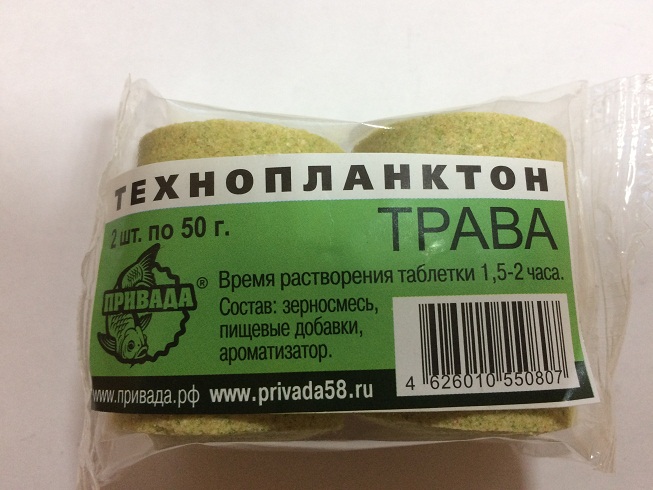 ТЕХНОПЛАНКТОН
2 шт. по 50 г.
ТРАВА
ПРИВАДА®
Время растворения таблетки 1,5-2 часа.
Состав: зерносмесь,
пищевые добавки,
ароматизатор.
4 626010 550807
www.привада.рф www.privada58.ru